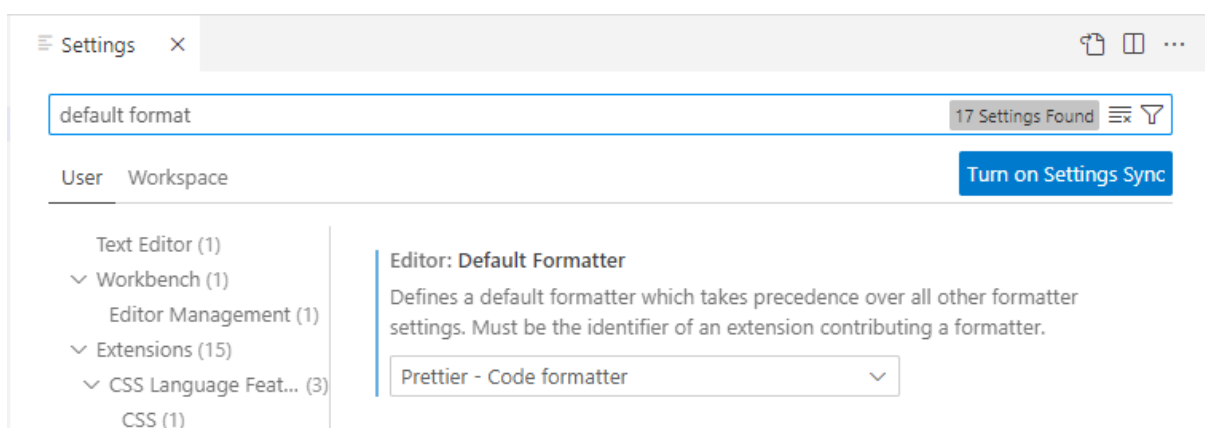 Settings
default format
17 Settings Found
User Workspace
Turn on Settings Sync
Text Editor (1)
Workbench (1)
Editor Management (1)
Extensions (15)
CSS Language Feat... (3)
CSS (1)
Editor: Default Formatter
Defines a default formatter which takes precedence over all other formatter
settings. Must be the identifier of an extension contributing a formatter.
Prettier - Code formatter